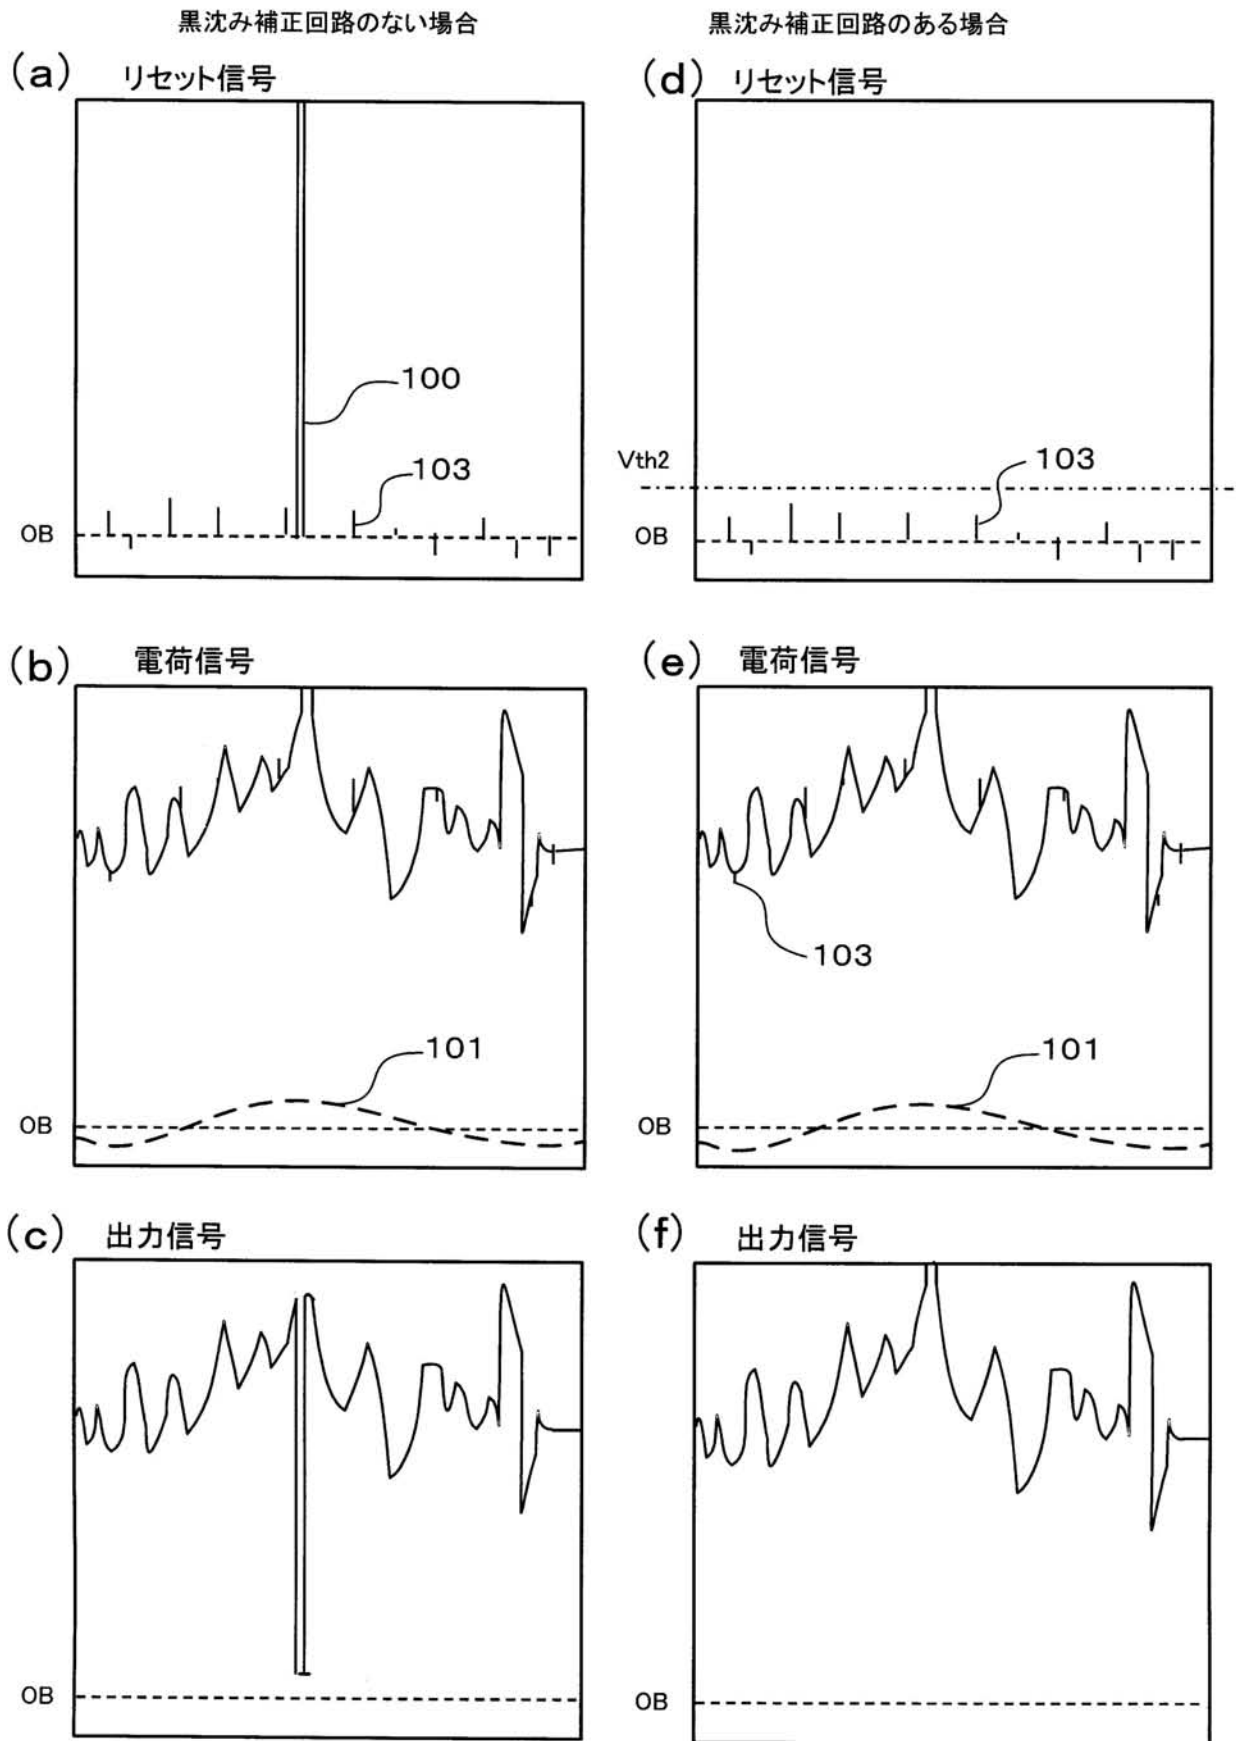 黒沈み補正回路のない場合
黒沈み補正回路のある場合
(a) リセット信号
(d) リセット信号
100
103
OB
Vth2
103
OB
(b) 電荷信号
(e) 電荷信号
101
OB
103
101
OB
(c) 出力信号
(f) 出力信号
OB
OB